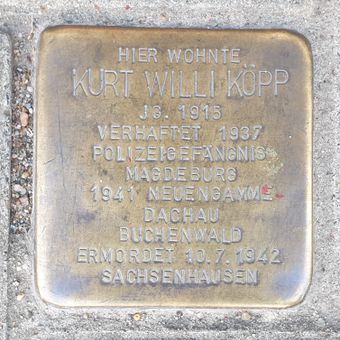 HIER WOHNTE
KURT WILLI KÖPP
JG. 1915
VERHAFTET 1937
POLIZEIGEFÄNGNIS
MAGDEBURG
1941 NEUENGAMME
DACHAU
BUCHENWALD
ERMORDET 10.7.1942
SACHSENHAUSEN